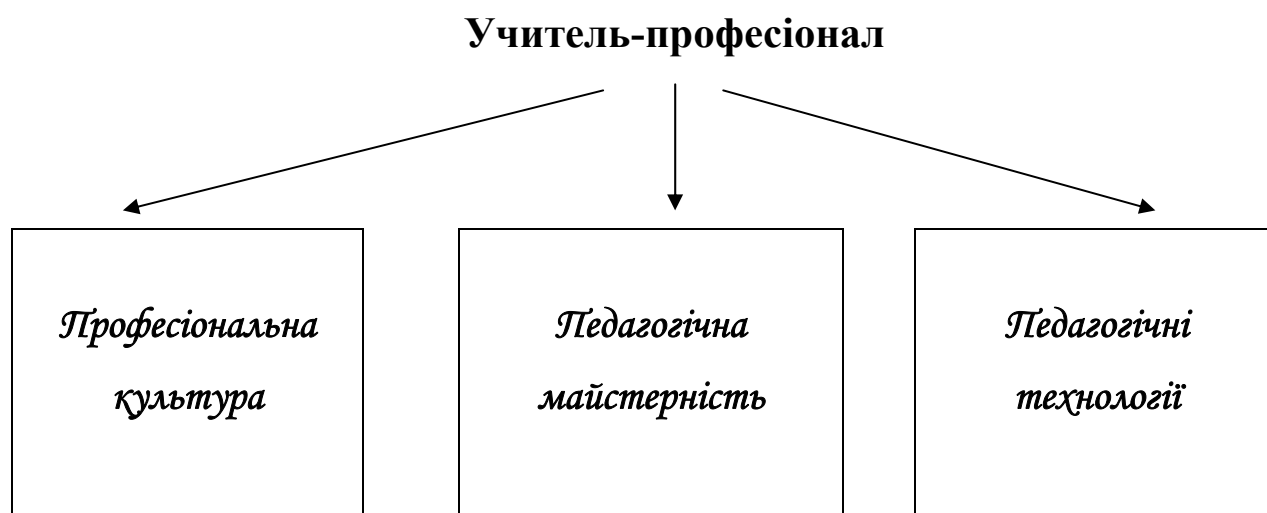 Учитель-професіонал
Професіональна
культура
Педагогічна
майстерність
Педагогічні
технології